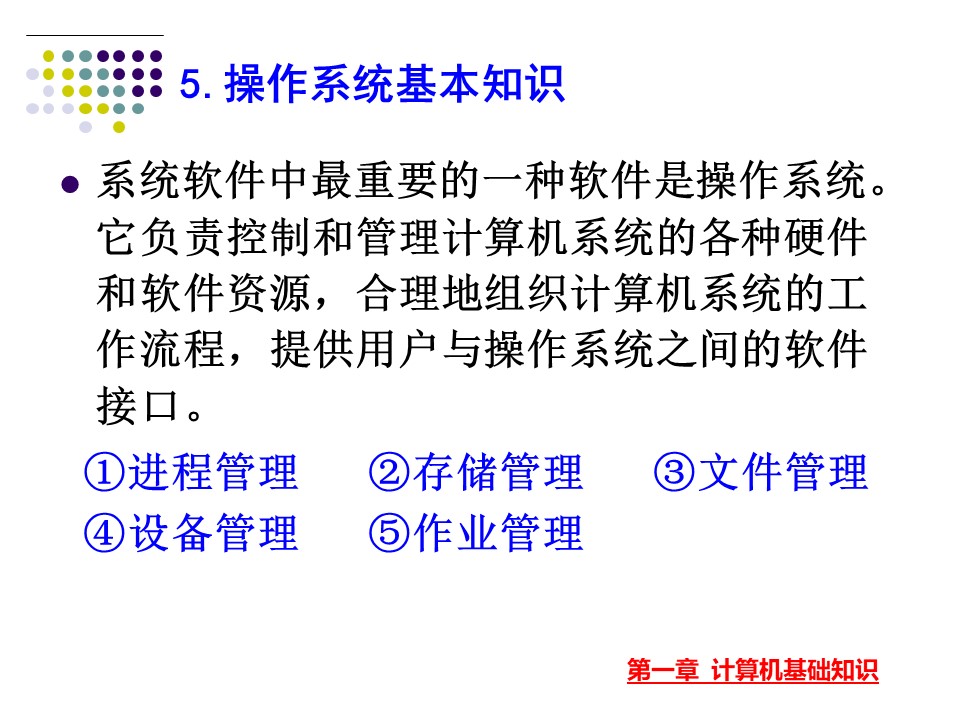 5. 操作系统基本知识
系统软件中最重要的一种软件是操作系统。
它负责控制和管理计算机系统的各种硬件
和软件资源，合理地组织计算机系统的工
作流程，提供用户与操作系统之间的软件
接口。
①进程管理 ②存储管理 ③文件管理
④设备管理 ⑤作业管理
第一章 计算机基础知识